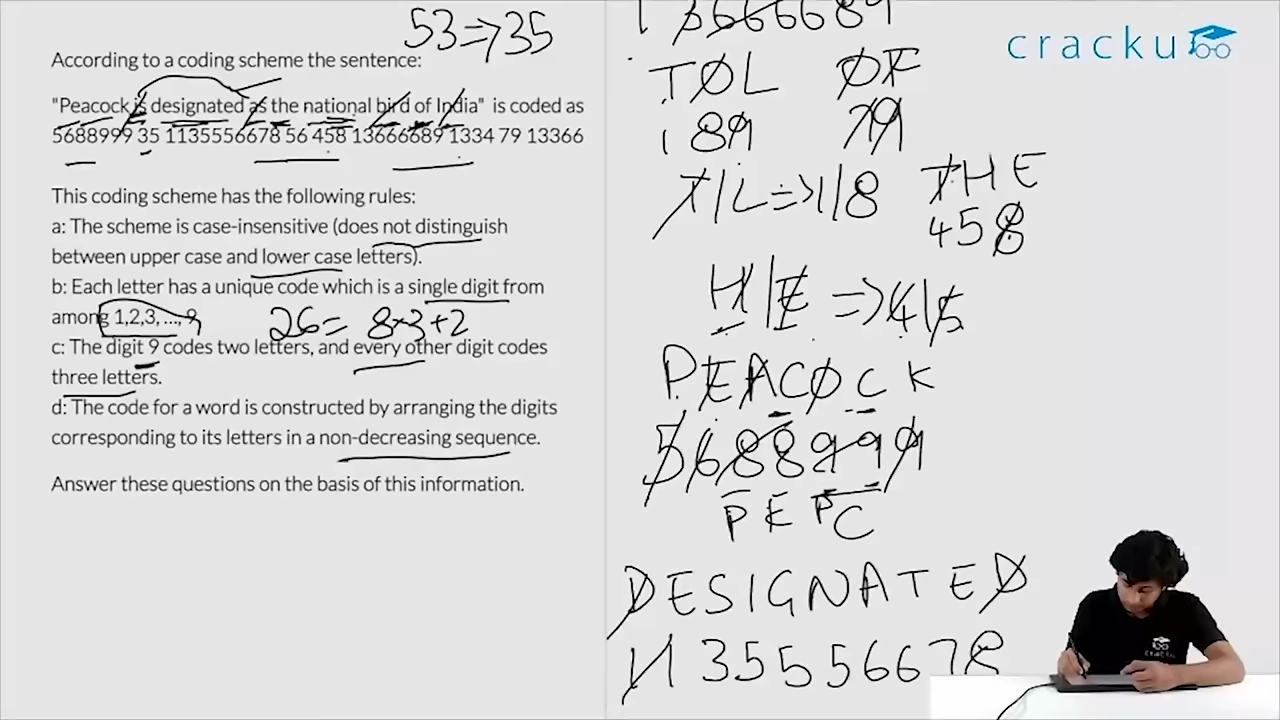 53 => 35
According to a coding scheme the sentence:
"Peacock is designated as the national bird of India" is coded as
5688999 35 1135556678 56 458 13666689 1334 79 13366
This coding scheme has the following rules:
a: The scheme is case-insensitive (does not distinguish
between upper case and lower case letters).
b: Each letter has a unique code which is a single digit from
among 1,2,3, ..., 9
26 = 8×3+2
c: The digit 9 codes two letters, and every other digit codes
three letters.
d: The code for a word is constructed by arranging the digits
corresponding to its letters in a non-decreasing sequence.
Answer these questions on the basis of this information.
cracku
TOL OF
189 79
T/L => 1/8
THE
458
H/E => 4/5
PEACOCK
5688999
DESIGNATED
1135556678